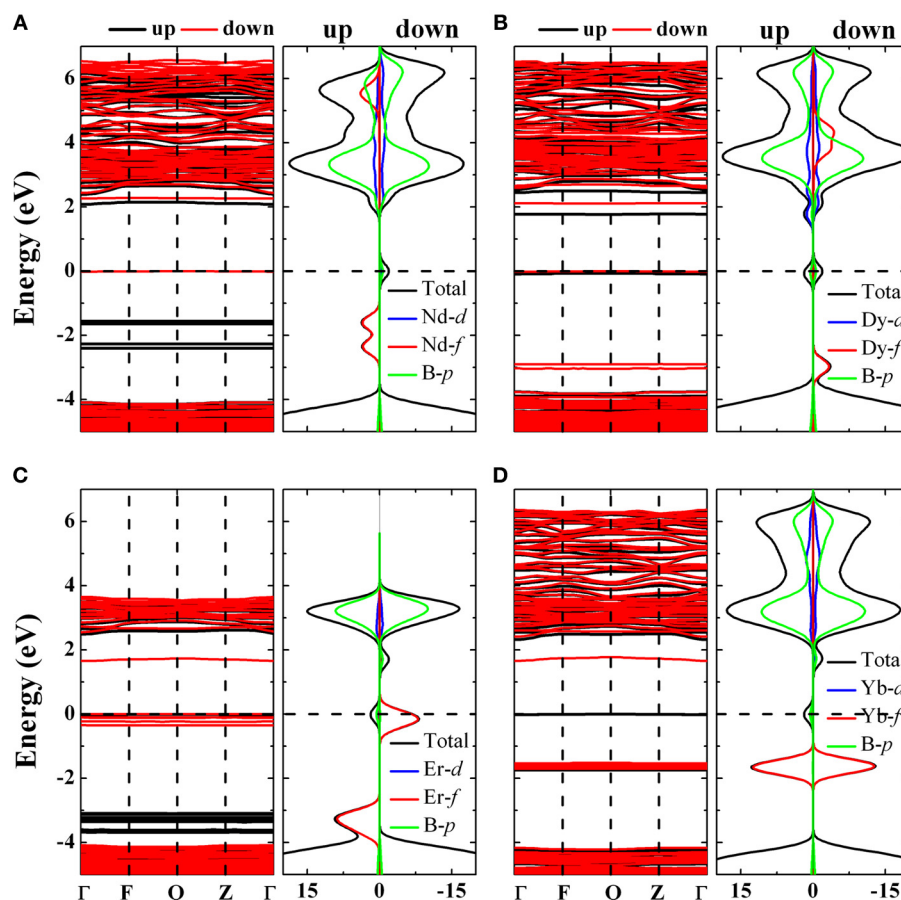 A
up down
up down
B
up down
up down
Energy (eV)
6
4
2
0
-2
-4
Total
Nd-d
Nd-f
B-p
Total
Dy-d
Dy-f
B-p
C
D
Energy (eV)
6
4
2
0
-2
-4
Total
Er-d
Er-f
B-p
Total
Yb-d
Yb-f
B-p
Γ F Q Z Γ
15 0 -15
Γ F Q Z Γ
15 0 -15